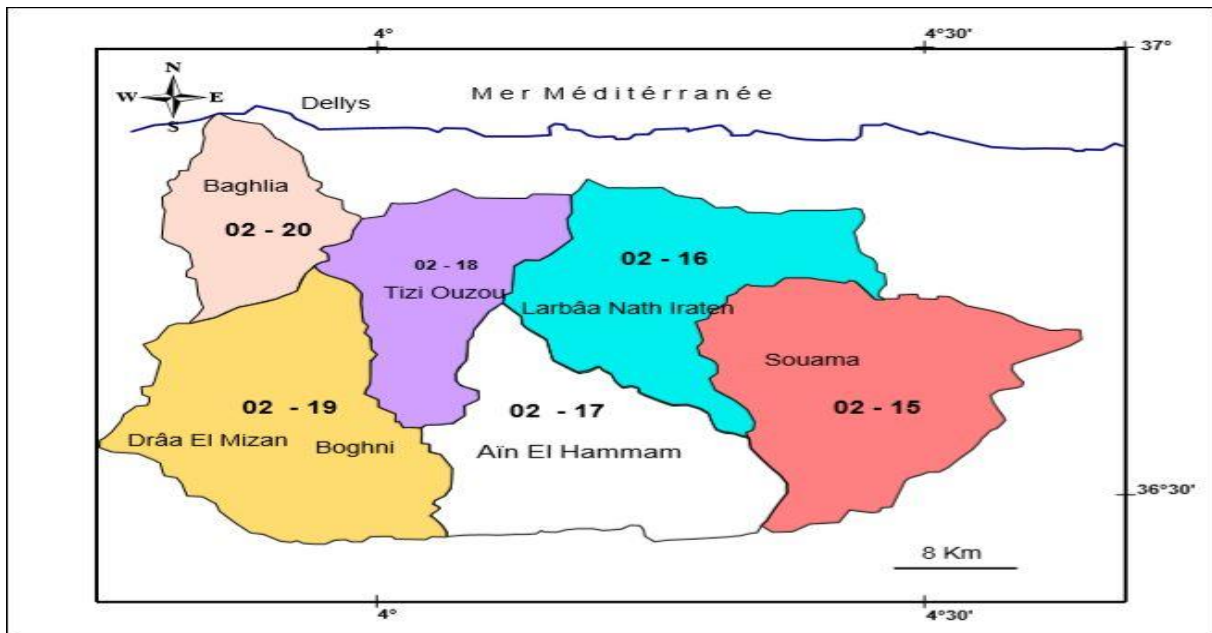 4°
4°30'
37°
N
W
E
S
Dellys
Mer Méditérranée
Baghlia
02 - 20
02 - 18
Tizi Ouzou
02 - 16
Larbâa Nath Iraten
Souama
02 - 15
02 - 19
02 - 17
Drâa El Mizan
Boghni
Aïn El Hammam
36°30'
8 Km
4°
4°30'